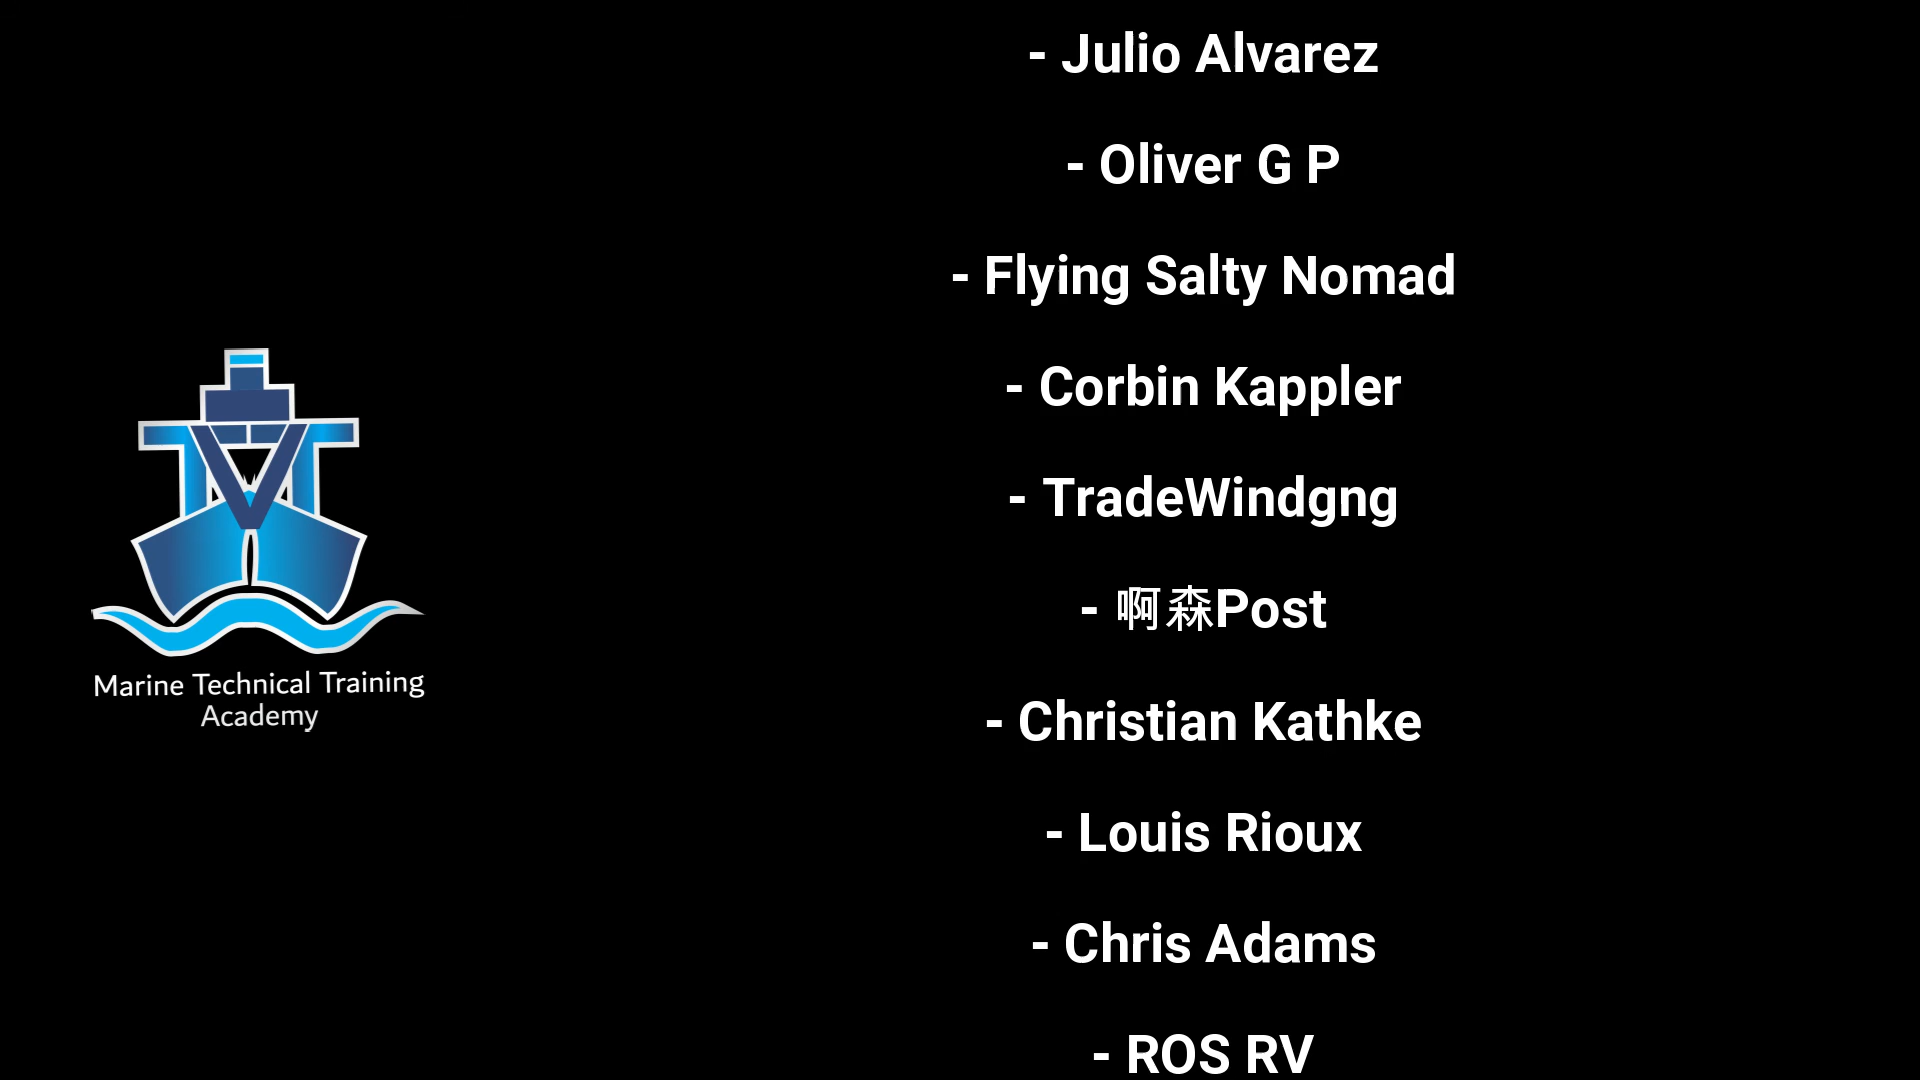 Marine Technical Training
Academy
- Julio Alvarez
- Oliver G P
- Flying Salty Nomad
- Corbin Kappler
- TradeWindgng
- 啊森Post
- Christian Kathke
- Louis Rioux
- Chris Adams
- ROS RV